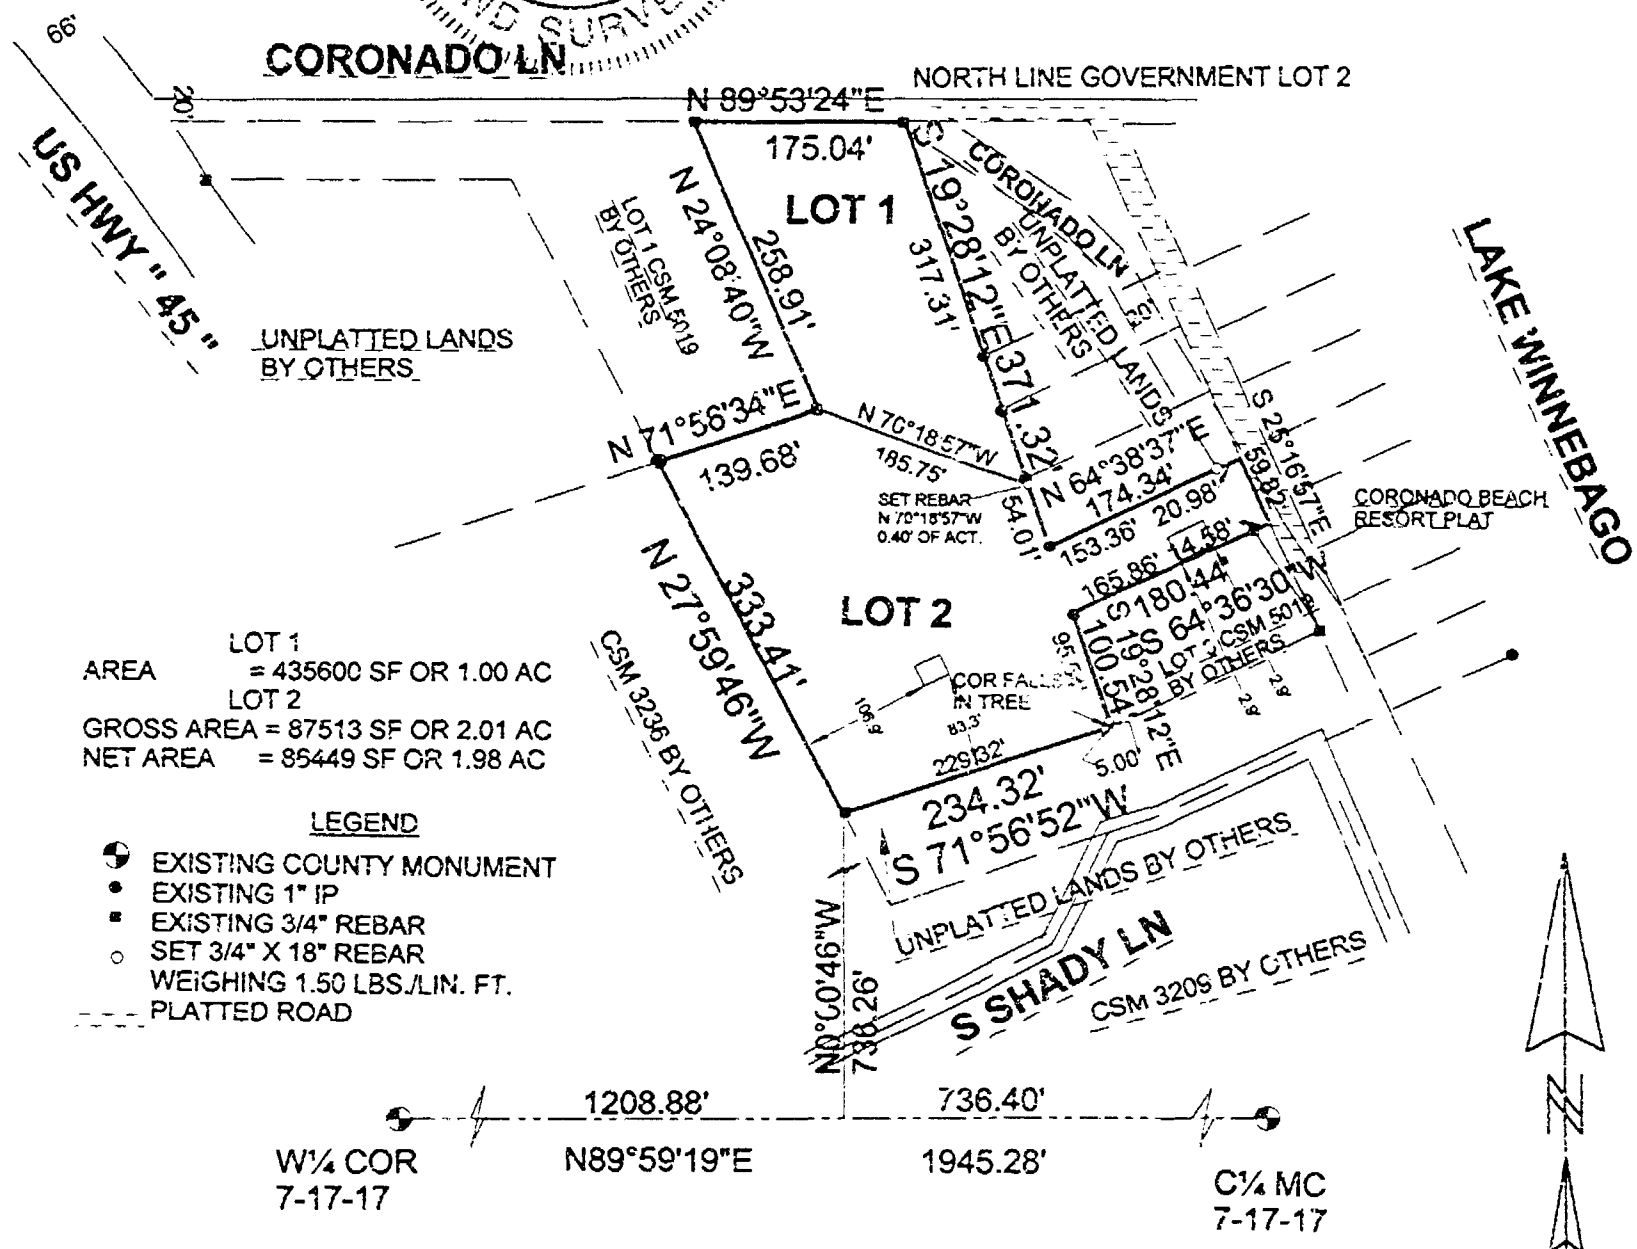 66'
ND SURVE
CORONADO LN
NORTH LINE GOVERNMENT LOT 2
20'
N 89°53'24"E
175.04'
US HWY "45"
LOT 1
N 24°08'40"W
258.91'
S 19°28'12"E 371.32'
317.31'
CORONADO LN
UNPLATTED LANDS
BY OTHERS
LOT 1 CSM 5019
BY OTHERS
LAKE WINNEBAGO
UNPLATTED LANDS
BY OTHERS
N 71°56'34"E
139.68'
N 70°18'57"W
185.75'
SET REBAR
N 70°18'57"W
0.40' OF ACT.
54.01'
N 64°38'37"E
174.34'
153.36'
20.98'
S 25°16'57"E
59.82'
CORONADO BEACH
RESORT PLAT
165.86'
14.58'
180.44'
S 64°36'30"W
S 19°28'12"E
100.54'
LOT 3 CSM 5019
BY OTHERS
2.9'
2.9'
N 27°59'46"W
333.41'
LOT 2
CSM 3236 BY OTHERS
LOT 1
AREA = 435600 SF OR 1.00 AC
LOT 2
GROSS AREA = 87513 SF OR 2.01 AC
NET AREA = 86449 SF OR 1.98 AC
106.9'
COR FALLS
IN TREE
83.3'
229.32'
5.00'
234.32'
S 71°56'52"W
LEGEND
EXISTING COUNTY MONUMENT
EXISTING 1" IP
EXISTING 3/4" REBAR
SET 3/4" X 18" REBAR
WEIGHING 1.50 LBS./LIN. FT.
PLATTED ROAD
UNPLATTED LANDS BY OTHERS
S SHADY LN
CSM 3209 BY OTHERS
N0°00'46"W
738.26'
1208.88'
736.40'
N89°59'19"E
1945.28'
W¼ COR
7-17-17
C¼ MC
7-17-17
N